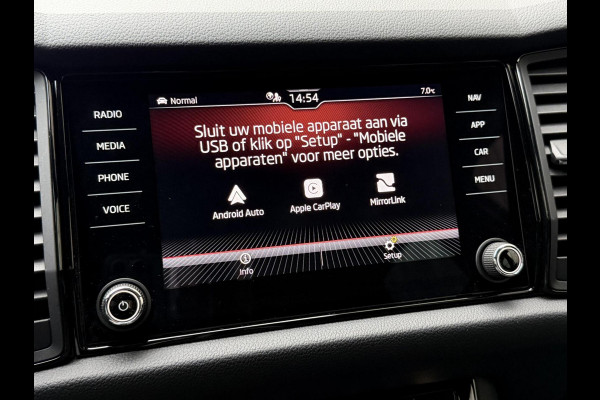 Normal
14:54
7.0°C
RADIO
MEDIA
PHONE
VOICE
NAV
APP
CAR
MENU
Sluit uw mobiele apparaat aan via
USB of klik op "Setup" - "Mobiele
apparaten" voor meer opties.
Android Auto
Apple CarPlay
MirrorLink
Info
Setup